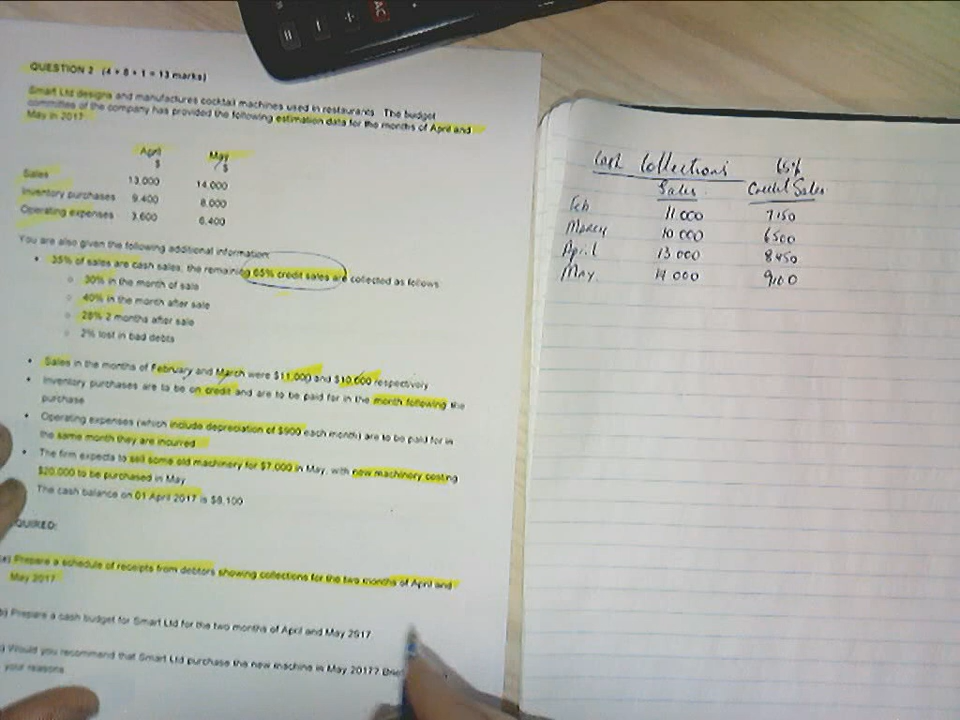 QUESTION 2 (4 + 8 + 1 = 13 marks)
Smart Ltd designs and manufactures cocktail machines used in restaurants. The budget
committee of the company has provided the following estimation data for the months of April and
May in 2017.
April May
$ $
Sales 13,000 14,000
Inventory purchases 9,400 8,000
Operating expenses 3,600 6,400
You are also given the following additional information:
• 35% of sales are cash sales, the remaining 65% credit sales are collected as follows
o 30% in the month of sale
o 40% in the month after sale
o 28% 2 months after sale
o 2% lost in bad debts
• Sales in the months of February and March were $11,000 and $10,000 respectively
• Inventory purchases are to be on credit and are to be paid for in the month following the
purchase
• Operating expenses (which include depreciation of $900 each month) are to be paid for in
the same month they are incurred
• The firm expects to sell some old machinery for $7,000 in May, with new machinery costing
$20,000 to be purchased in May
The cash balance on 01 April 2017 is $8,100
QUIRED:
a) Prepare a schedule of receipts from debtors showing collections for the two months of April and
May 2017
b) Prepare a cash budget for Smart Ltd for the two months of April and May 2017
) Would you recommend that Smart Ltd purchase the new machine in May 2017?
your reasons
Cash Collections 65%
Sales Credit Sales
Feb 11 000 7150
March 10 000 6500
April 13 000 8450
May. 14 000 9100
AC